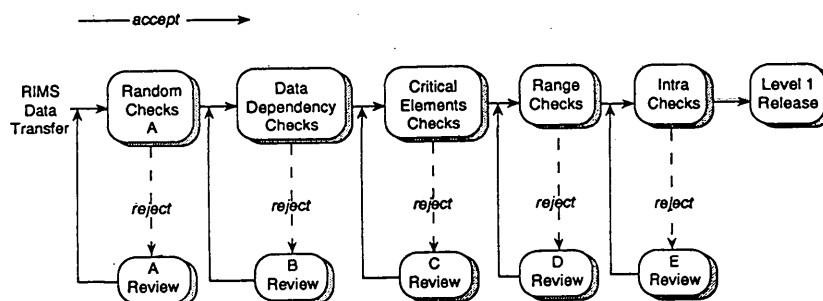 accept
RIMS
Data
Transfer
Random
Checks
A
Data
Dependency
Checks
Critical
Elements
Checks
Range
Checks
Intra
Checks
Level 1
Release
reject
reject
reject
reject
reject
A
Review
B
Review
C
Review
D
Review
E
Review